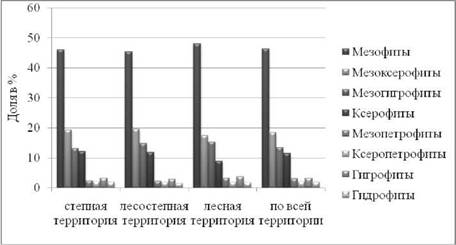 60
50
40
30
20
10
0
Доля в %
степная территория
лесостепная территория
лесная территория
по всей территории
Мезофиты
Мезоксерофиты
Мезогигрофиты
Ксерофиты
Мезопетрофиты
Ксеропетрофиты
Гигрофиты
Гидрофиты